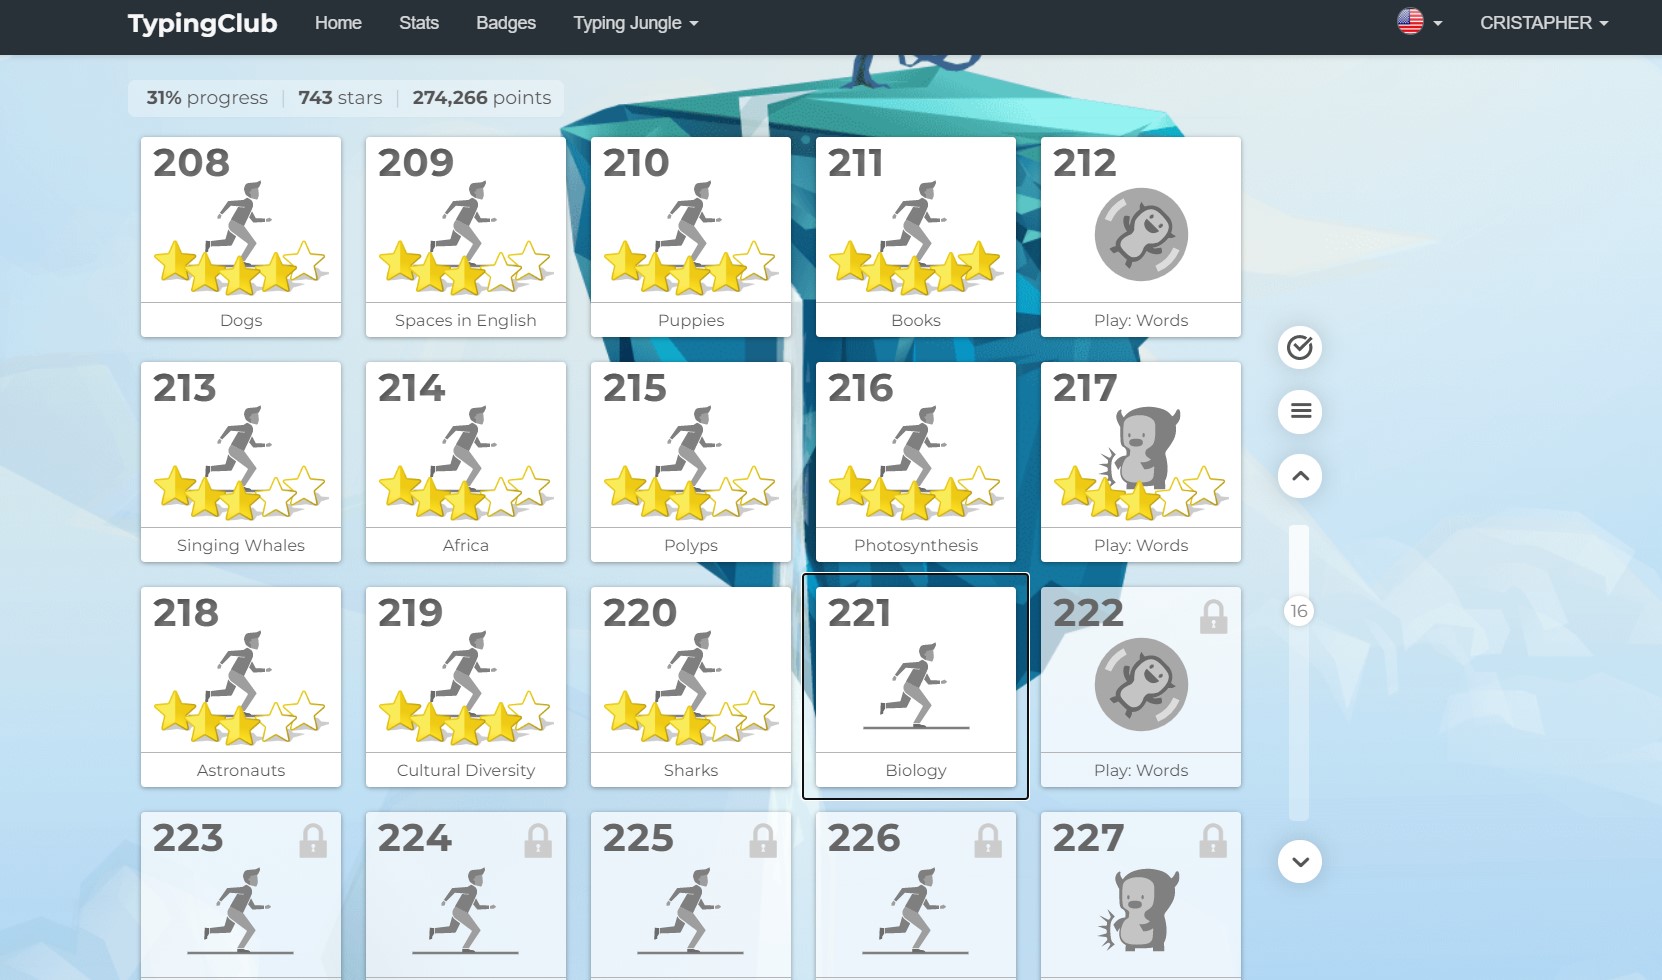 TypingClub Home Stats Badges Typing Jungle CRISTAPHER
31% progress 743 stars 274,266 points
208 209 210 211 212
Dogs Spaces in English Puppies Books Play: Words
213 214 215 216 217
Singing Whales Africa Polyps Photosynthesis Play: Words
218 219 220 221 222
16
Astronauts Cultural Diversity Sharks Biology Play: Words
223 224 225 226 227